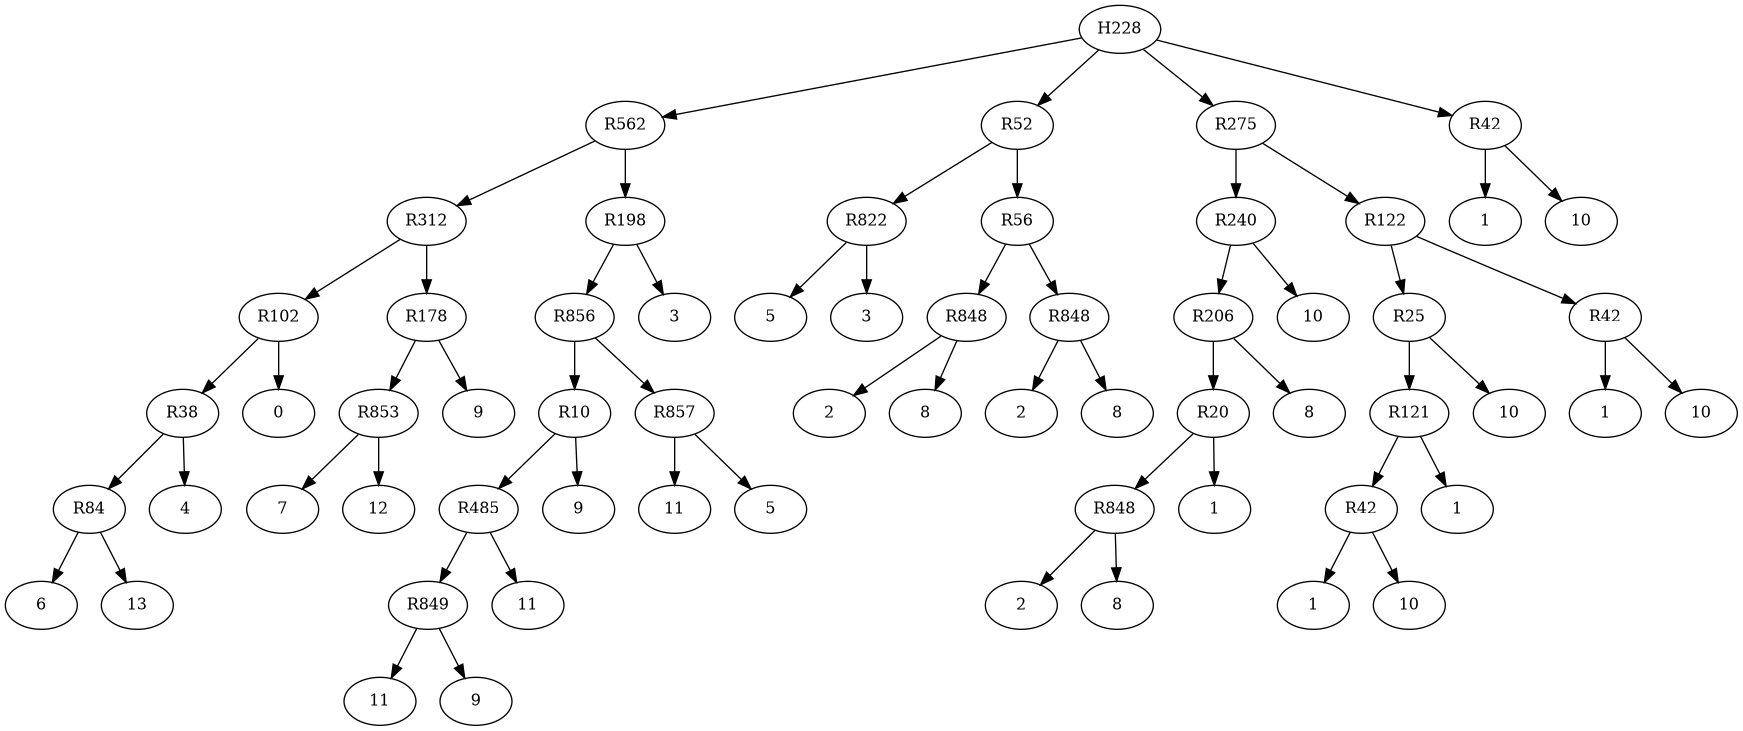 H228
R562 R52 R275 R42
R312 R198 R822 R56 R240 R122 1 10
R102 R178 R856 3 5 3 R848 R848 R206 10 R25 R42
R38 0 R853 9 R10 R857 2 8 2 8 R20 8 R121 10 1 10
R84 4 7 12 R485 9 11 5 R848 1 R42 1
6 13 R849 11 2 8 1 10
11 9